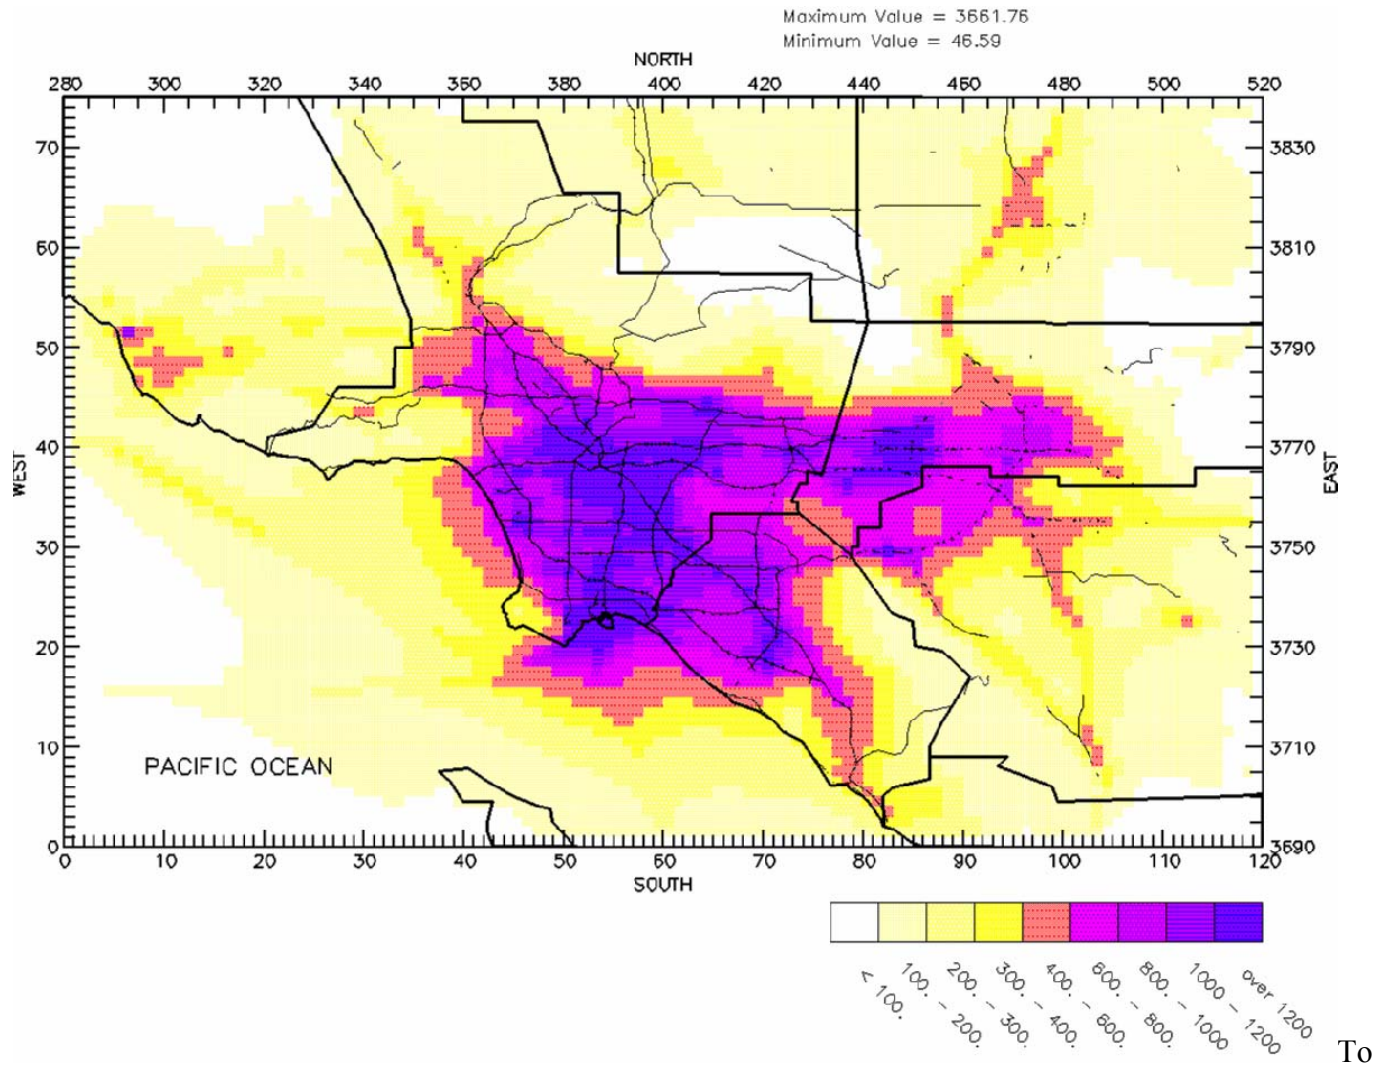 Maximum Value = 3661.76
Minimum Value = 46.59
NORTH
280 300 320 340 360 380 400 420 440 460 480 500 520
70 3830
60 3810
50 3790
40 3770
WEST EAST
30 3750
20 3730
10 3710
PACIFIC OCEAN
0 3690
0 10 20 30 40 50 60 70 80 90 100 110 120
SOUTH
< 100.
100. - 200.
200. - 300.
300. - 400.
400. - 600.
600. - 800.
800. - 1000
1000 - 1200
over 1200
To